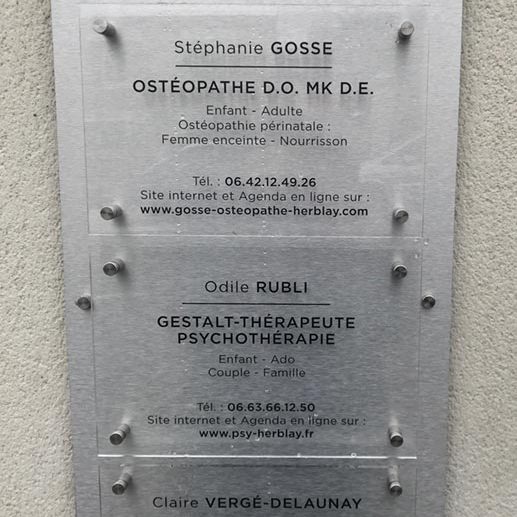 Stéphanie GOSSE
OSTÉOPATHE D.O. MK D.E.
Enfant - Adulte
Ostéopathie périnatale :
Femme enceinte - Nourrisson
Tél. : 06.42.12.49.26
Site internet et Agenda en ligne sur :
www.gosse-osteopathe-herblay.com
Odile RUBLI
GESTALT-THÉRAPEUTE
PSYCHOTHÉRAPIE
Enfant - Ado
Couple - Famille
Tél. : 06.63.66.12.50
Site internet et Agenda en ligne sur :
www.psy-herblay.fr
Claire VERGÉ-DELAUNAY